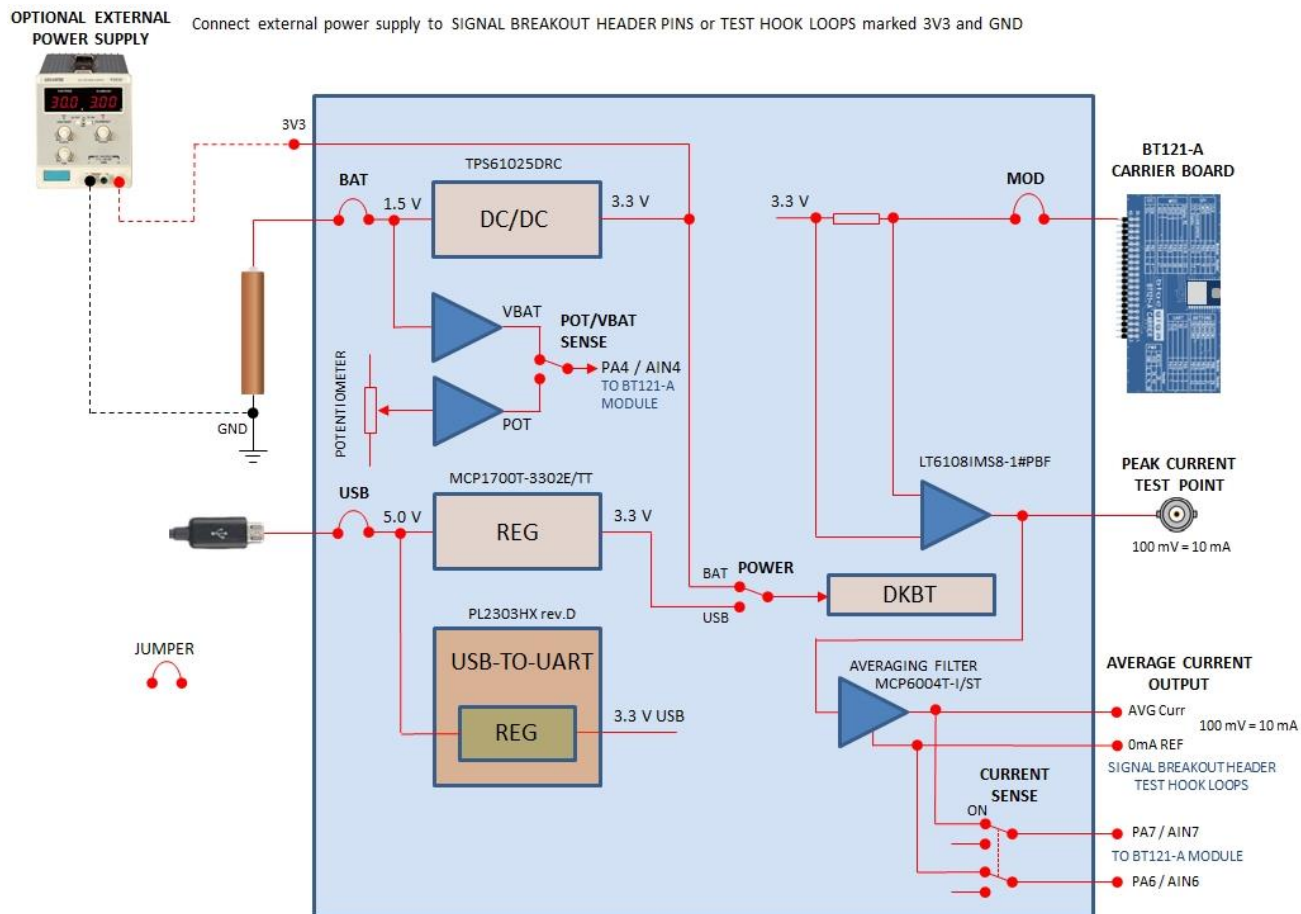 OPTIONAL EXTERNAL
POWER SUPPLY
Connect external power supply to SIGNAL BREAKOUT HEADER PINS or TEST HOOK LOOPS marked 3V3 and GND
30.0 3.00
3V3
TPS61025DRC
BT121-A
CARRIER BOARD
BAT
1.5 V
DC/DC
3.3 V
3.3 V
MOD
VBAT
POT/VBAT
SENSE
PA4 / AIN4
TO BT121-A
MODULE
POTENTIOMETER
POT
GND
MCP1700T-3302E/TT
LT6108IMS8-1#PBF
PEAK CURRENT
TEST POINT
100 mV = 10 mA
USB
5.0 V
REG
3.3 V
BAT
POWER
USB
DKBT
PL2303HX rev.D
USB-TO-UART
REG
3.3 V USB
JUMPER
AVERAGING FILTER
MCP6004T-I/ST
AVERAGE CURRENT
OUTPUT
AVG Curr
100 mV = 10 mA
0mA REF
SIGNAL BREAKOUT HEADER
TEST HOOK LOOPS
CURRENT
SENSE
ON
PA7 / AIN7
TO BT121-A MODULE
PA6 / AIN6